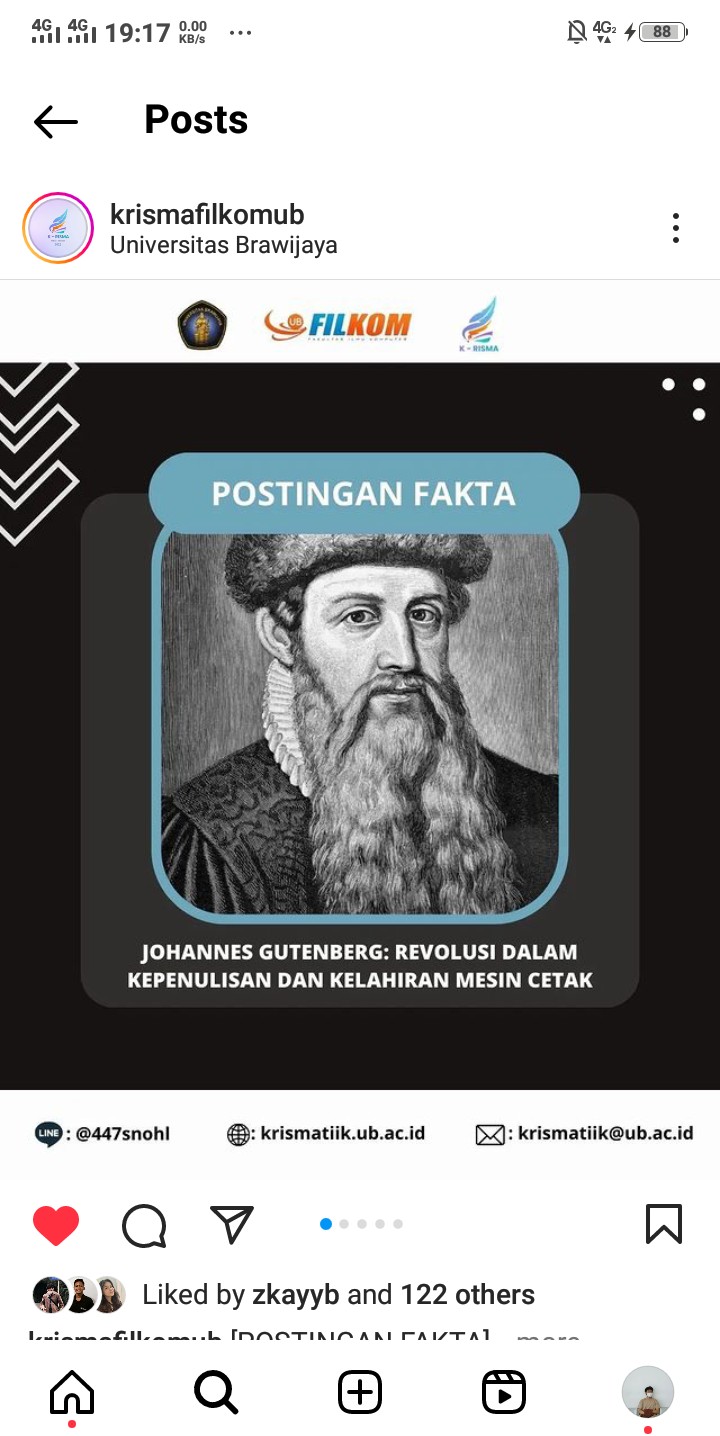 4G 4G 19:17 0.00 KB/s ... 4G2 88
Posts
krismafilkomub
Universitas Brawijaya
UB FILKOM
FAKULTAS ILMU KOMPUTER
K - RISMA
POSTINGAN FAKTA
JOHANNES GUTENBERG: REVOLUSI DALAM
KEPENULISAN DAN KELAHIRAN MESIN CETAK
LINE : @447snohl : krismatiik.ub.ac.id : krismatiik@ub.ac.id
Liked by zkayyb and 122 others
krismafilkomub [POSTINGAN FAKTA] ... more